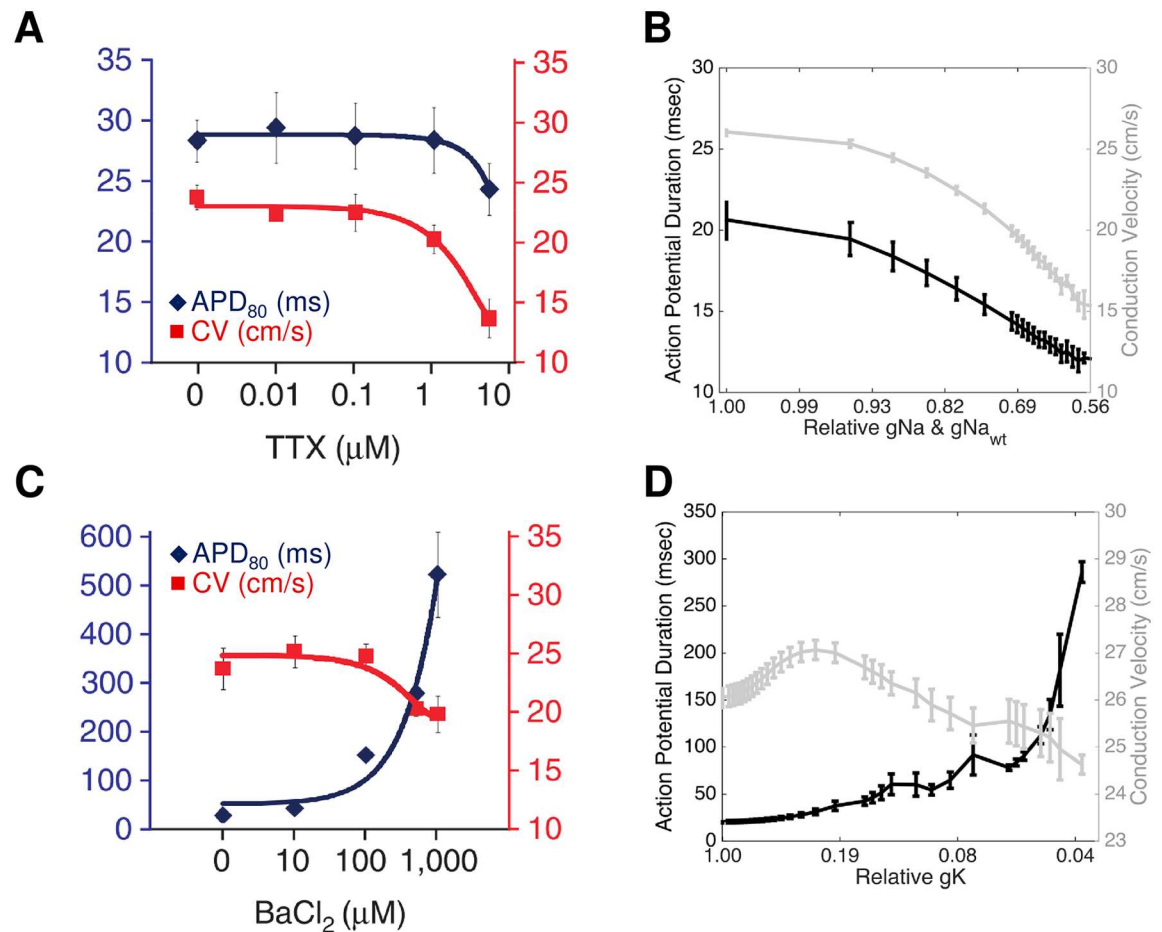 A
35
30
25
20
15
10
35
30
25
20
15
10
APD80 (ms)
CV (cm/s)
0 0.01 0.1 1 10
TTX (μM)
B
30
25
20
15
10
Action Potential Duration (msec)
30
25
20
15
10
Conduction Velocity (cm/s)
1.00 0.99 0.93 0.82 0.69 0.56
Relative gNa & gNawt
C
600
500
400
300
200
100
0
35
30
25
20
15
10
APD80 (ms)
CV (cm/s)
0 10 100 1,000
BaCl2 (μM)
D
350
300
250
200
150
100
50
0
Action Potential Duration (msec)
30
29
28
27
26
25
24
23
Conduction Velocity (cm/s)
1.00 0.19 0.08 0.04
Relative gK